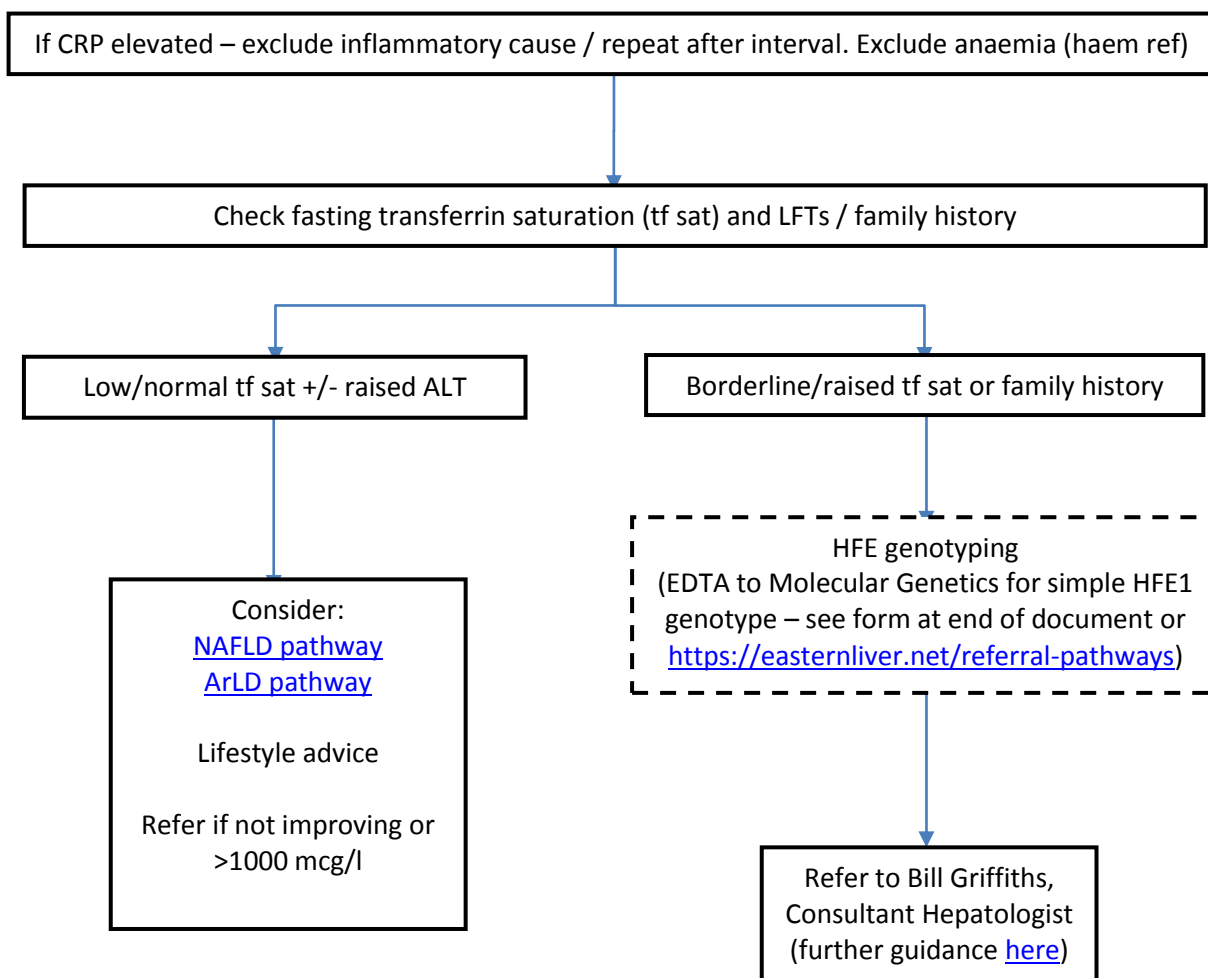 If CRP elevated – exclude inflammatory cause / repeat after interval. Exclude anaemia (haem ref)
Check fasting transferrin saturation (tf sat) and LFTs / family history
Low/normal tf sat +/- raised ALT
Borderline/raised tf sat or family history
Consider:
NAFLD pathway
ArLD pathway
Lifestyle advice
Refer if not improving or
>1000 mcg/l
HFE genotyping
(EDTA to Molecular Genetics for simple HFE1
genotype – see form at end of document or
https://easternliver.net/referral-pathways)
Refer to Bill Griffiths,
Consultant Hepatologist
(further guidance here)